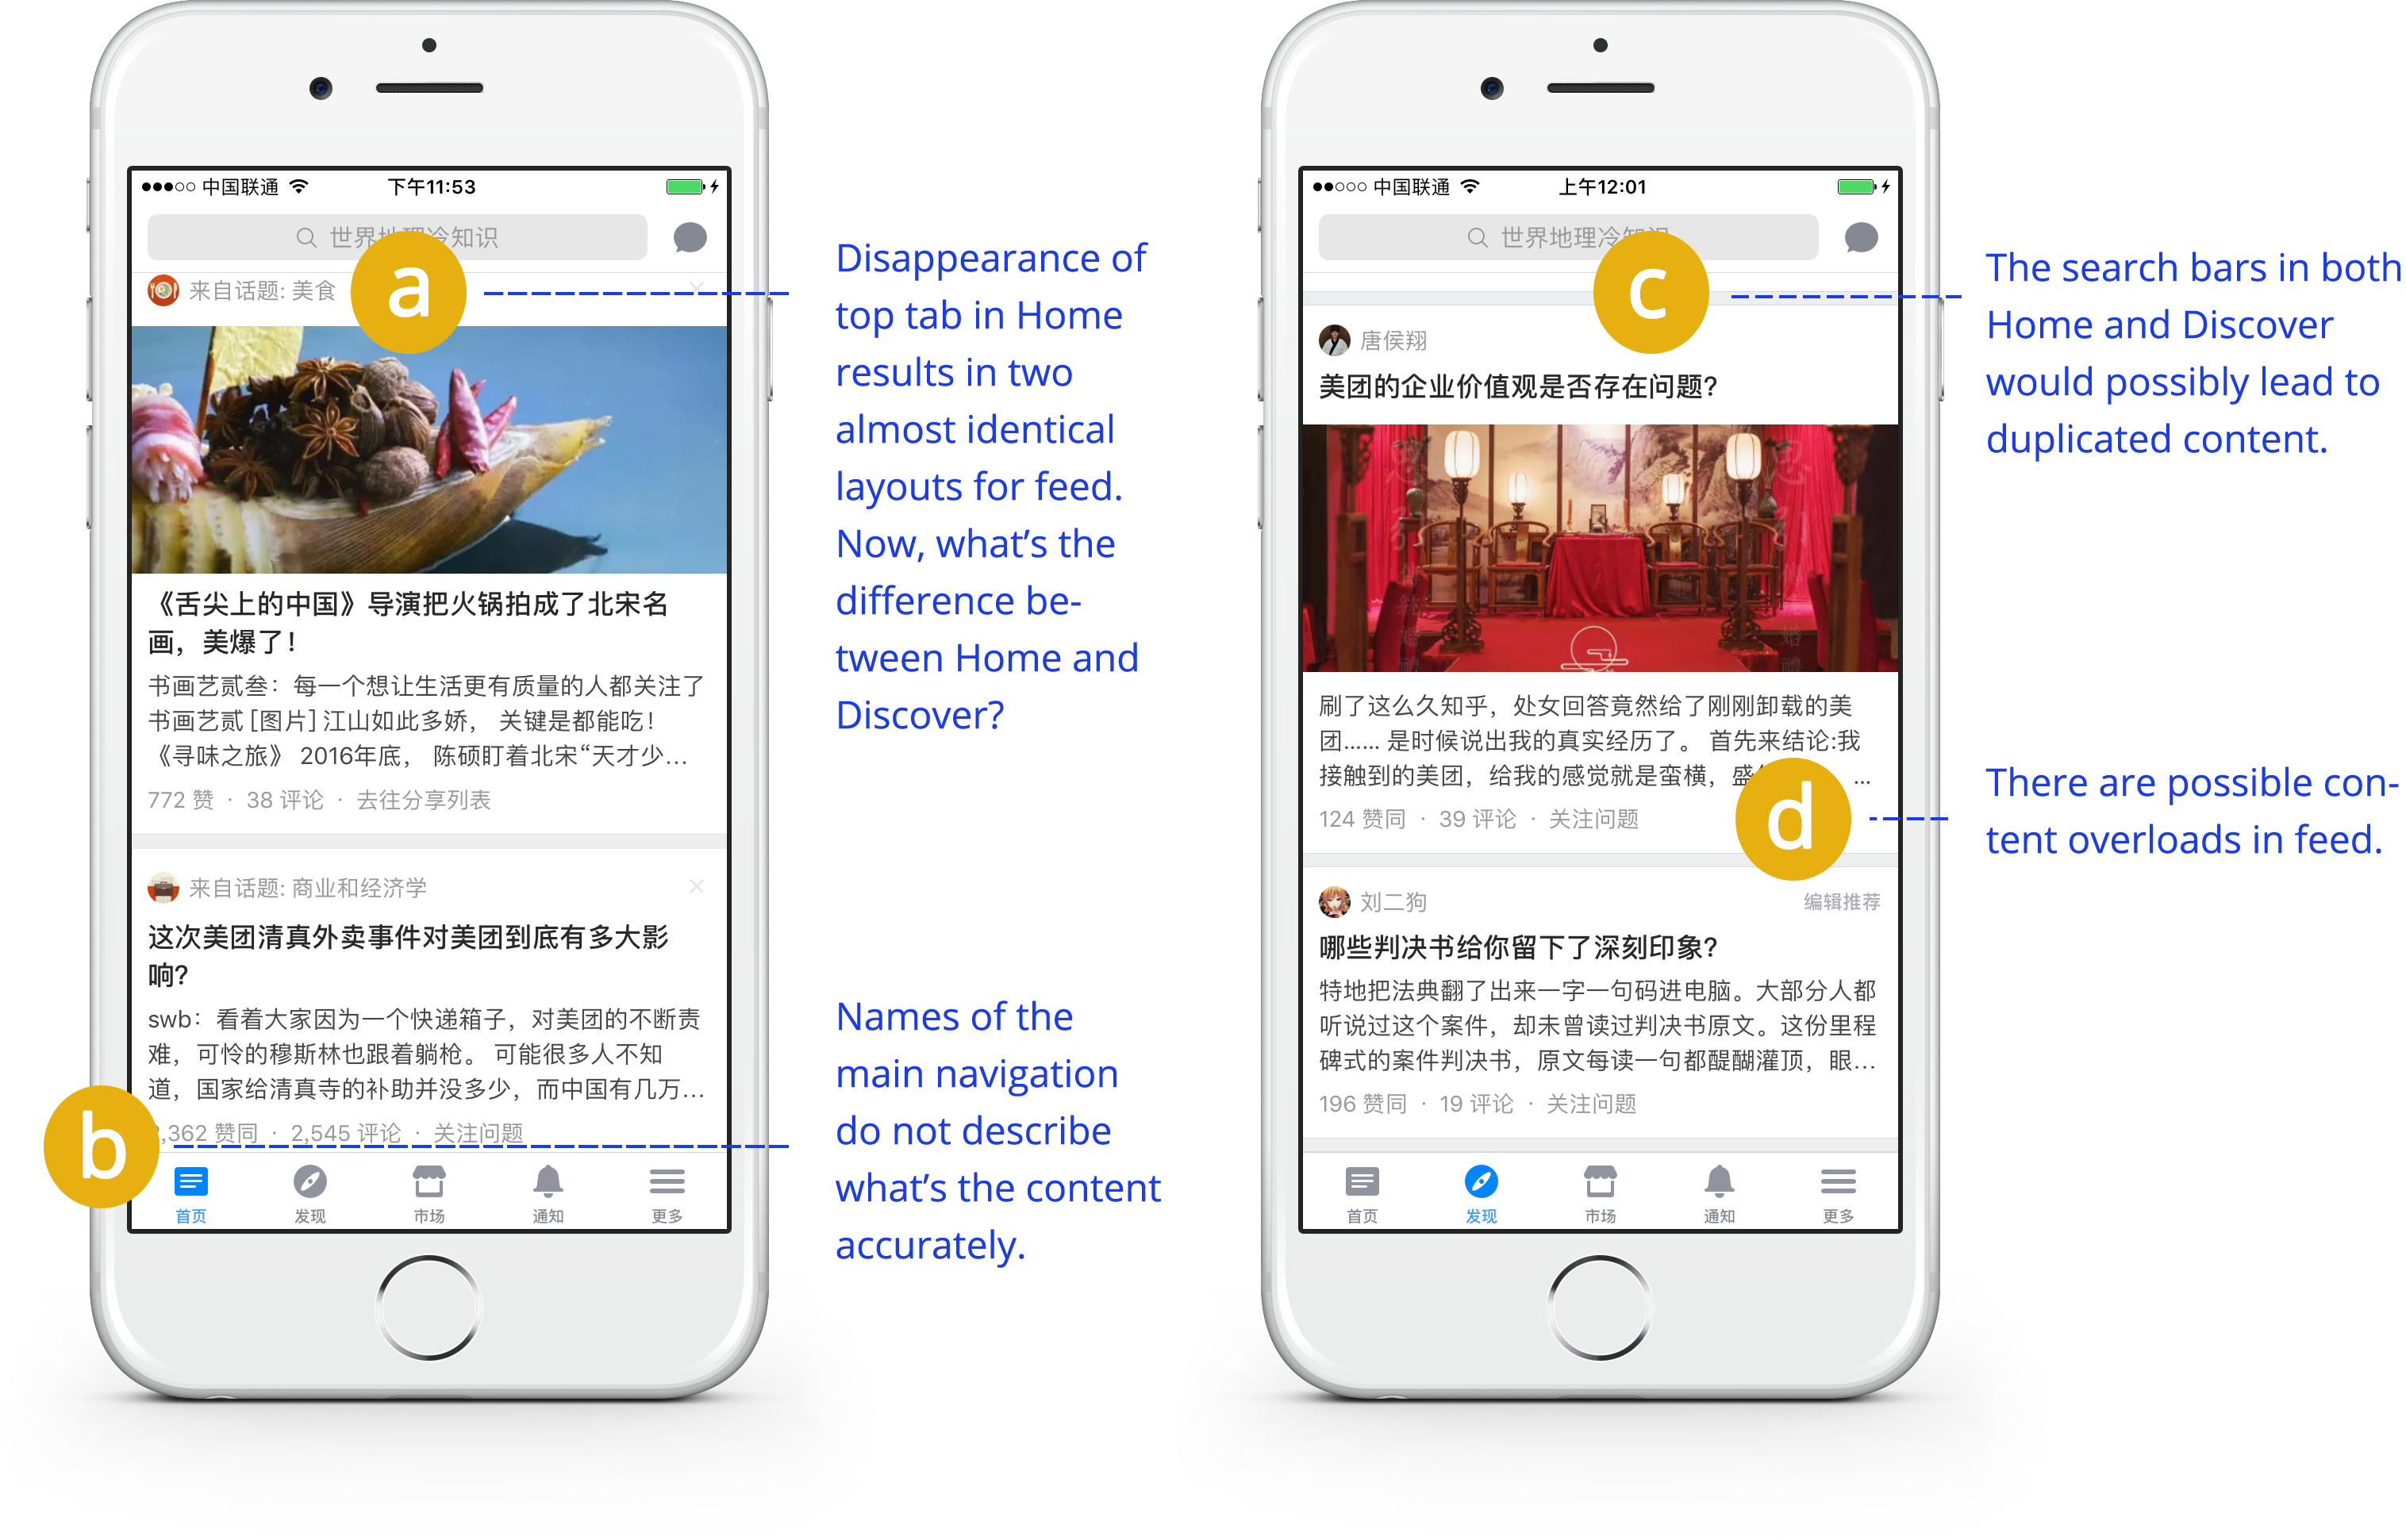 中国联通
下午11:53
世界地理冷知识
来自话题: 美食
a
《舌尖上的中国》导演把火锅拍成了北宋名
画，美爆了！
书画艺贰叁：每一个想让生活更有质量的人都关注了
书画艺贰 [图片] 江山如此多娇， 关键是都能吃！
《寻味之旅》 2016年底， 陈硕盯着北宋“天才少...
772 赞 · 38 评论 · 去往分享列表
来自话题: 商业和经济学
这次美团清真外卖事件对美团到底有多大影
响?
swb：看着大家因为一个快递箱子，对美团的不断责
难，可怜的穆斯林也跟着躺枪。 可能很多人不知
道，国家给清真寺的补助并没多少，而中国有几万...
,362 赞同 · 2,545 评论 · 关注问题
b
首页 发现 市场 通知 更多
Disappearance of
top tab in Home
results in two
almost identical
layouts for feed.
Now, what’s the
difference be-
tween Home and
Discover?
Names of the
main navigation
do not describe
what’s the content
accurately.
中国联通
上午12:01
世界地理冷知识
c
唐侯翔
美团的企业价值观是否存在问题?
刷了这么久知乎，处女回答竟然给了刚刚卸载的美
团...... 是时候说出我的真实经历了。 首先来结论:我
接触到的美团，给我的感觉就是蛮横，盛 ...
d
124 赞同 · 39 评论 · 关注问题
刘二狗
编辑推荐
哪些判决书给你留下了深刻印象?
特地把法典翻了出来一字一句码进电脑。大部分人都
听说过这个案件，却未曾读过判决书原文。这份里程
碑式的案件判决书，原文每读一句都醍醐灌顶，眼...
196 赞同 · 19 评论 · 关注问题
首页 发现 市场 通知 更多
The search bars in both
Home and Discover
would possibly lead to
duplicated content.
There are possible con-
tent overloads in feed.